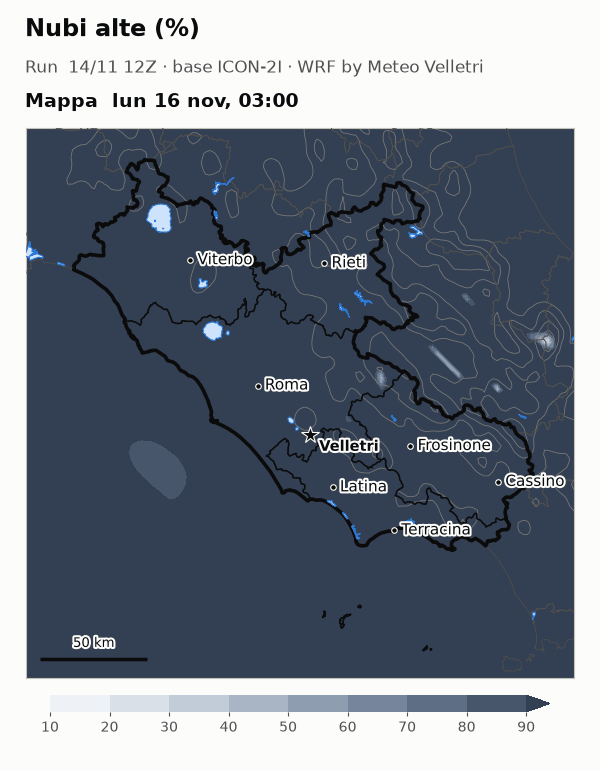 Nubi alte (%)
Run  14/11 12Z · base ICON-2I · WRF by Meteo Velletri
Mappa  lun 16 nov, 03:00
Viterbo
Rieti
Roma
Velletri
Frosinone
Cassino
Latina
Terracina
50 km
10 20 30 40 50 60 70 80 90